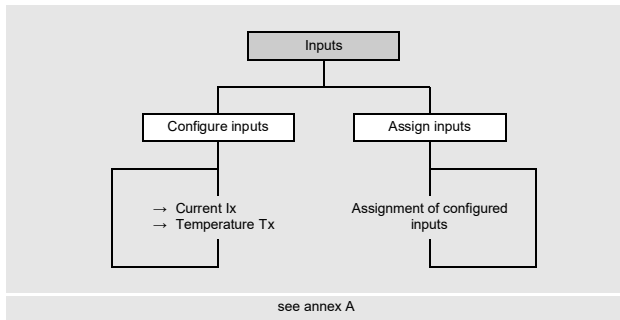 Inputs
Configure inputs
Assign inputs
→ Current Ix
→ Temperature Tx
Assignment of configured
inputs
see annex A